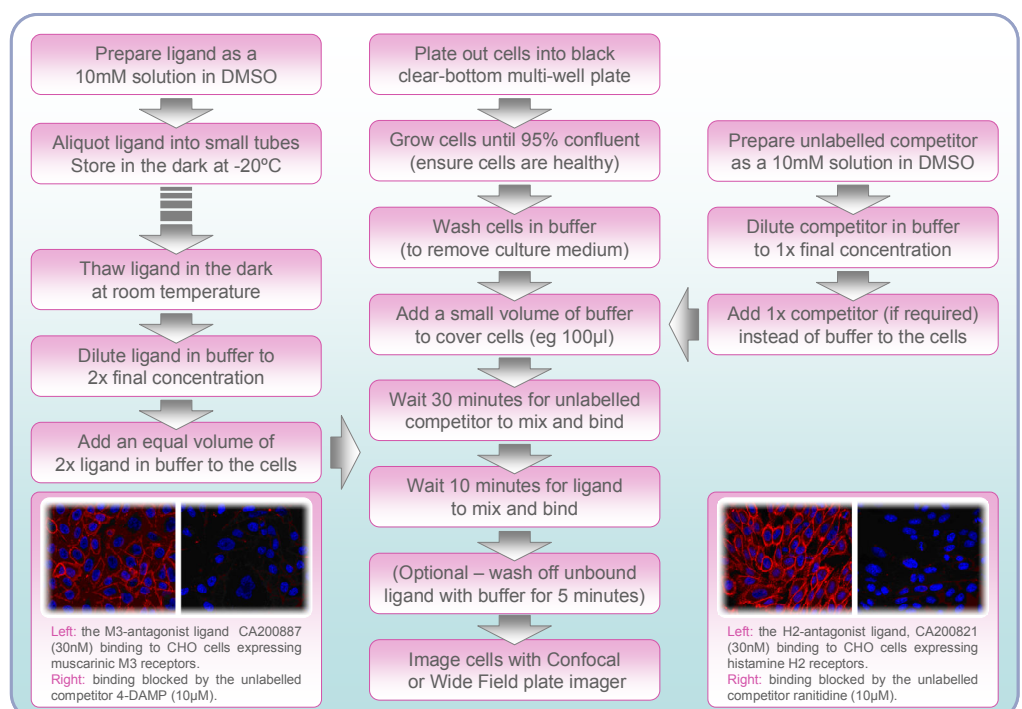 Prepare ligand as a
10mM solution in DMSO
Aliquot ligand into small tubes
Store in the dark at -20ºC
Thaw ligand in the dark
at room temperature
Dilute ligand in buffer to
2x final concentration
Add an equal volume of
2x ligand in buffer to the cells
Left: the M3-antagonist ligand CA200887
(30nM) binding to CHO cells expressing
muscarinic M3 receptors.
Right: binding blocked by the unlabelled
competitor 4-DAMP (10µM).
Plate out cells into black
clear-bottom multi-well plate
Grow cells until 95% confluent
(ensure cells are healthy)
Wash cells in buffer
(to remove culture medium)
Add a small volume of buffer
to cover cells (eg 100µl)
Wait 30 minutes for unlabelled
competitor to mix and bind
Wait 10 minutes for ligand
to mix and bind
(Optional – wash off unbound
ligand with buffer for 5 minutes)
Image cells with Confocal
or Wide Field plate imager
Prepare unlabelled competitor
as a 10mM solution in DMSO
Dilute competitor in buffer
to 1x final concentration
Add 1x competitor (if required)
instead of buffer to the cells
Left: the H2-antagonist ligand, CA200821
(30nM) binding to CHO cells expressing
histamine H2 receptors.
Right: binding blocked by the unlabelled
competitor ranitidine (10µM).